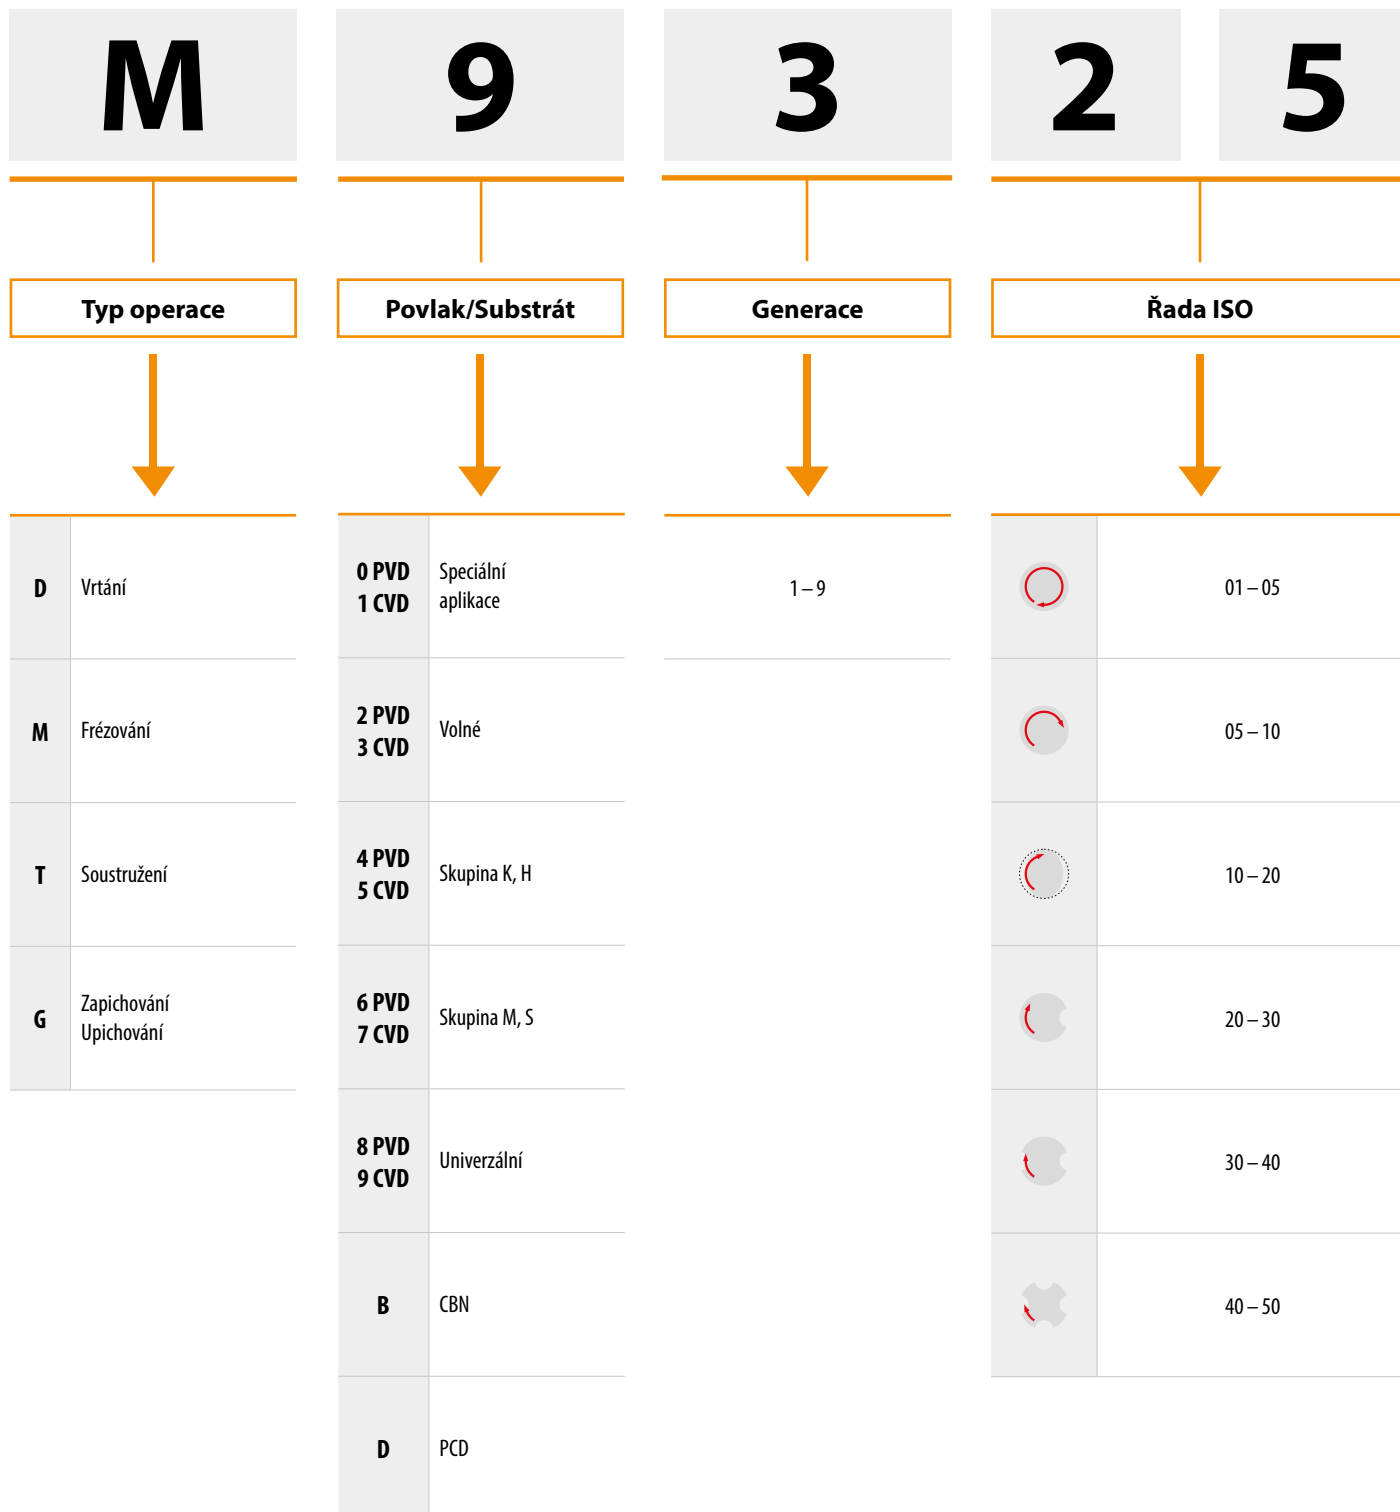 M 9 3 2 5
Typ operace
Povlak/Substrát
Generace
Řada ISO
D Vrtání
M Frézování
T Soustružení
G Zapichování
Upichování
0 PVD
1 CVD
Speciální
aplikace
2 PVD
3 CVD
Volné
4 PVD
5 CVD
Skupina K, H
6 PVD
7 CVD
Skupina M, S
8 PVD
9 CVD
Univerzální
B CBN
D PCD
1 – 9
01 – 05
05 – 10
10 – 20
20 – 30
30 – 40
40 – 50